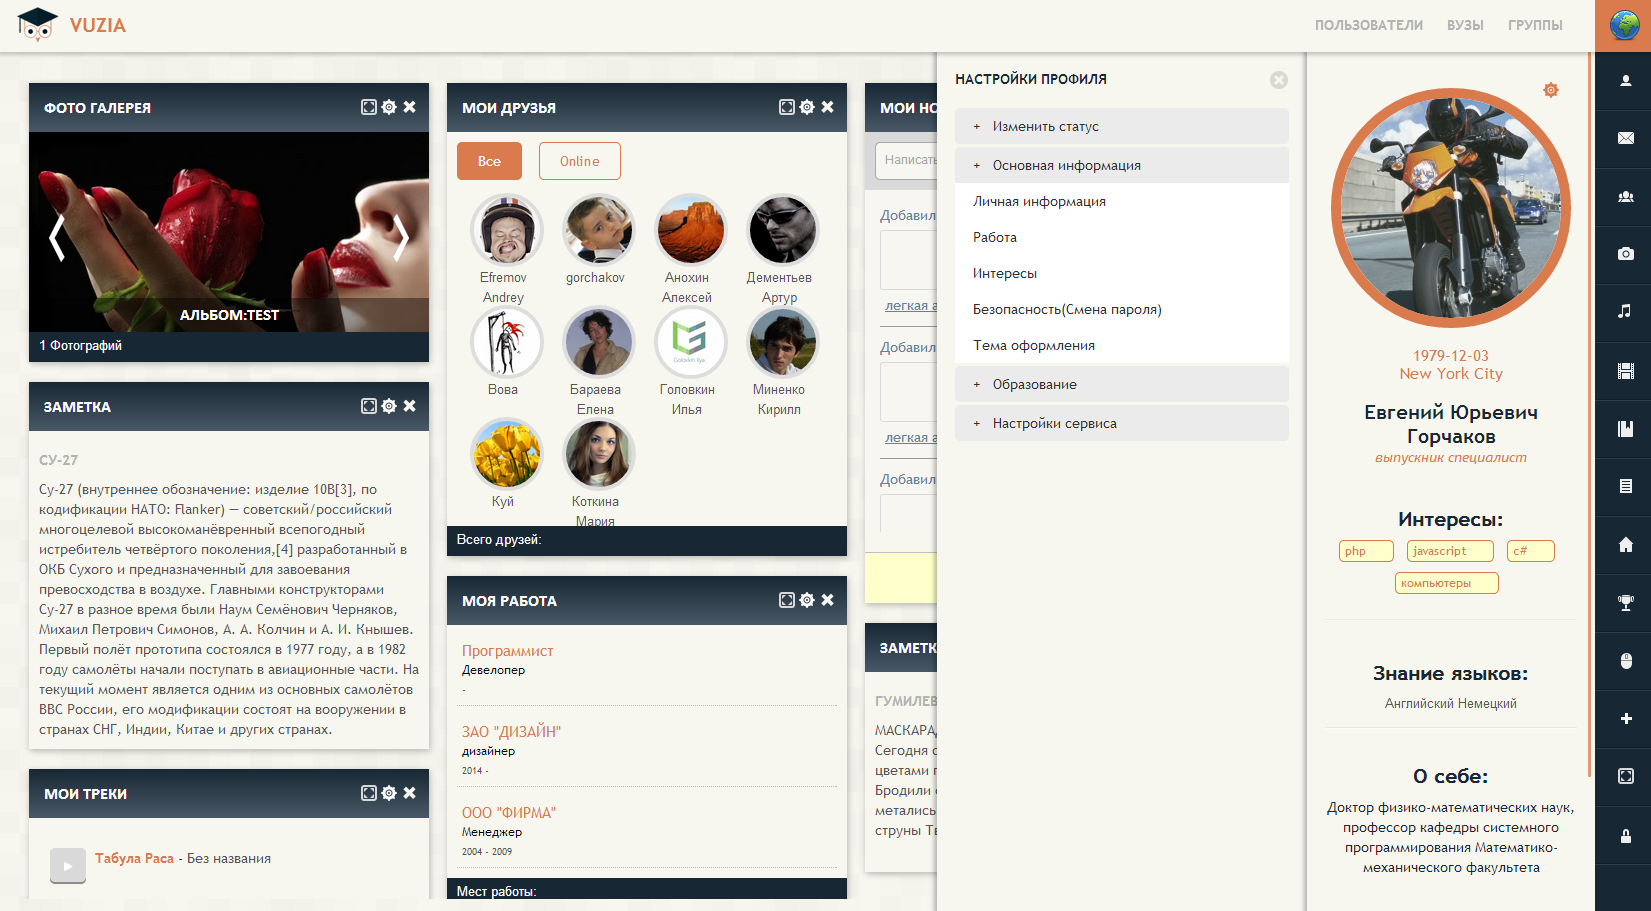 VUZIA
ПОЛЬЗОВАТЕЛИ ВУЗЫ ГРУППЫ
ФОТО ГАЛЕРЕЯ
АЛЬБОМ:TEST
1 Фотографий
ЗАМЕТКА
СУ-27
Су-27 (внутреннее обозначение: изделие 10В[3], по
кодификации НАТО: Flanker) — советский/российский
многоцелевой высокоманёвренный всепогодный
истребитель четвёртого поколения,[4] разработанный в
ОКБ Сухого и предназначенный для завоевания
превосходства в воздухе. Главными конструкторами
Су-27 в разное время были Наум Семёнович Черняков,
Михаил Петрович Симонов, А. А. Колчин и А. И. Кнышев.
Первый полёт прототипа состоялся в 1977 году, а в 1982
году самолёты начали поступать в авиационные части. На
текущий момент является одним из основных самолётов
ВВС России, его модификации состоят на вооружении в
странах СНГ, Индии, Китае и других странах.
МОИ ТРЕКИ
Табула Раса - Без названия
МОИ ДРУЗЬЯ
Все Online
Efremov
Andrey
gorchakov
Анохин
Алексей
Дементьев
Артур
Вова
Бараева
Елена
Golovkin Ilya
Головкин
Илья
Миненко
Кирилл
Куй
Коткина
Мария
Всего друзей:
МОЯ РАБОТА
Программист
Девелопер
-
ЗАО "ДИЗАЙН"
дизайнер
2014 -
ООО "ФИРМА"
Менеджер
2004 - 2009
Мест работы:
МОИ НО
Написать
Добавил
легкая а
Добавил
легкая а
Добавил
ЗАМЕТК
ГУМИЛЕВ
МАСКАРАД
Сегодня с
цветами п
Бродили с
метались
струны Тв
НАСТРОЙКИ ПРОФИЛЯ
+ Изменить статус
+ Основная информация
Личная информация
Работа
Интересы
Безопасность(Смена пароля)
Тема оформления
+ Образование
+ Настройки сервиса
1979-12-03
New York City
Евгений Юрьевич
Горчаков
выпускник специалист
Интересы:
php javascript c#
компьютеры
Знание языков:
Английский Немецкий
О себе:
Доктор физико-математических наук,
профессор кафедры системного
программирования Математико-
механического факультета